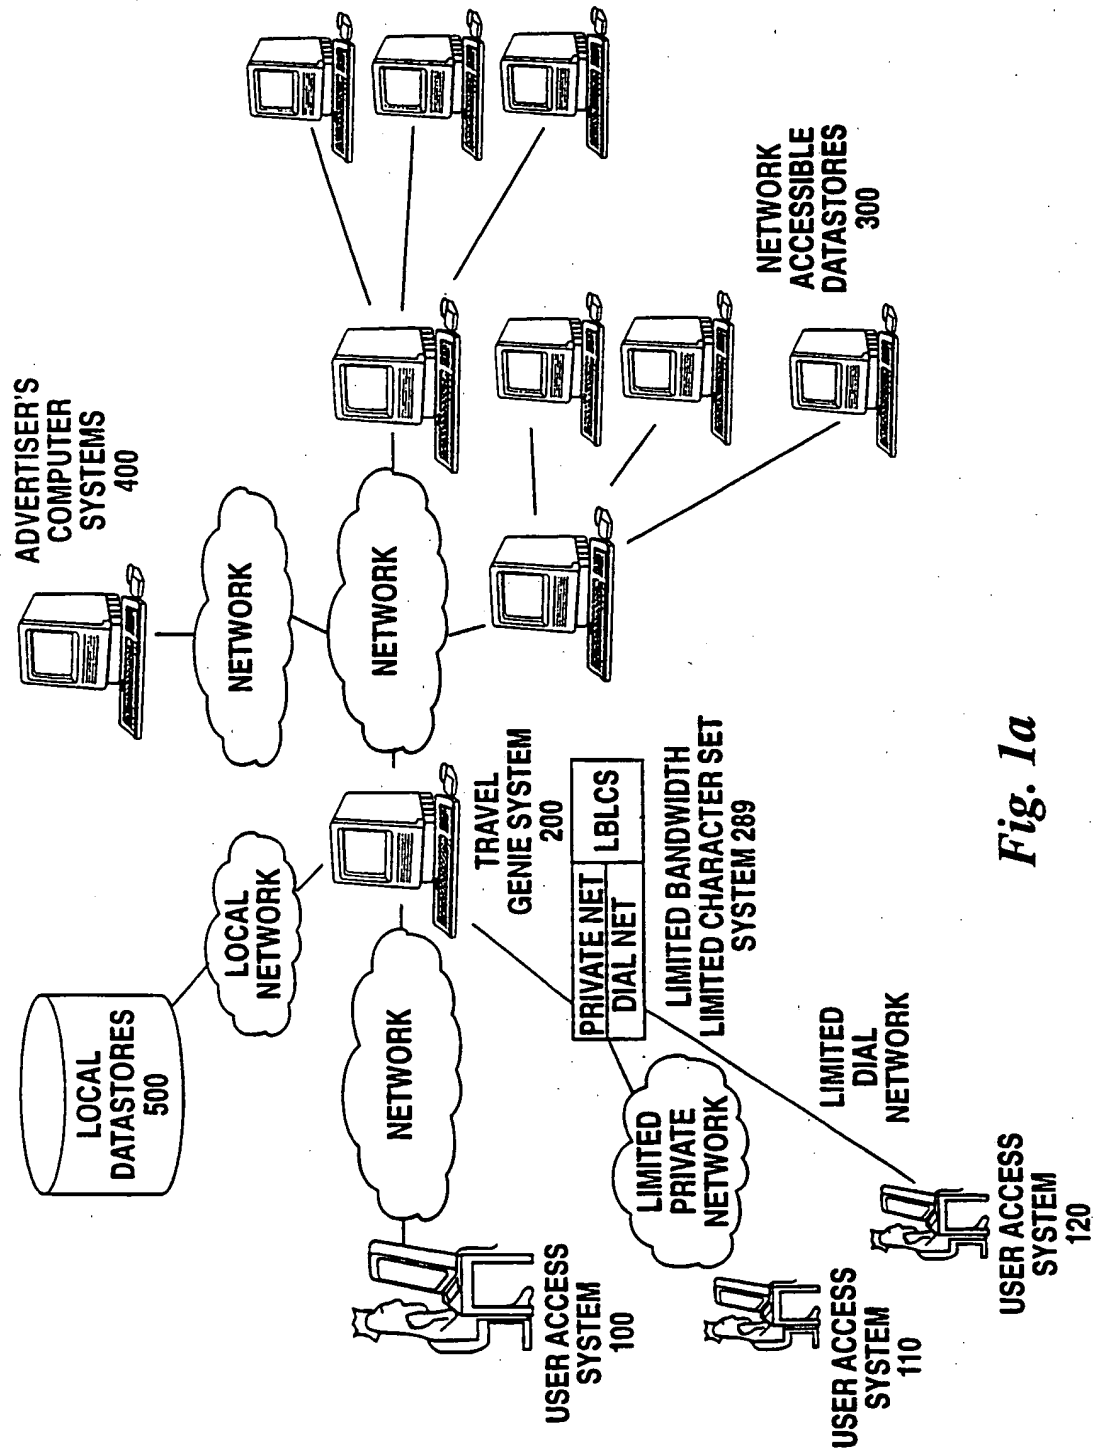 ADVERTISER'S
COMPUTER
SYSTEMS
400
LOCAL
DATASTORES
500
LOCAL
NETWORK
NETWORK
NETWORK
NETWORK
TRAVEL
GENIE SYSTEM
200
NETWORK
ACCESSIBLE
DATASTORES
300
USER ACCESS
SYSTEM
100
PRIVATE NET
DIAL NET
LBLCS
LIMITED BANDWIDTH
LIMITED CHARACTER SET
SYSTEM 289
LIMITED
PRIVATE
NETWORK
LIMITED
DIAL
NETWORK
USER ACCESS
SYSTEM
110
USER ACCESS
SYSTEM
120
Fig. 1a